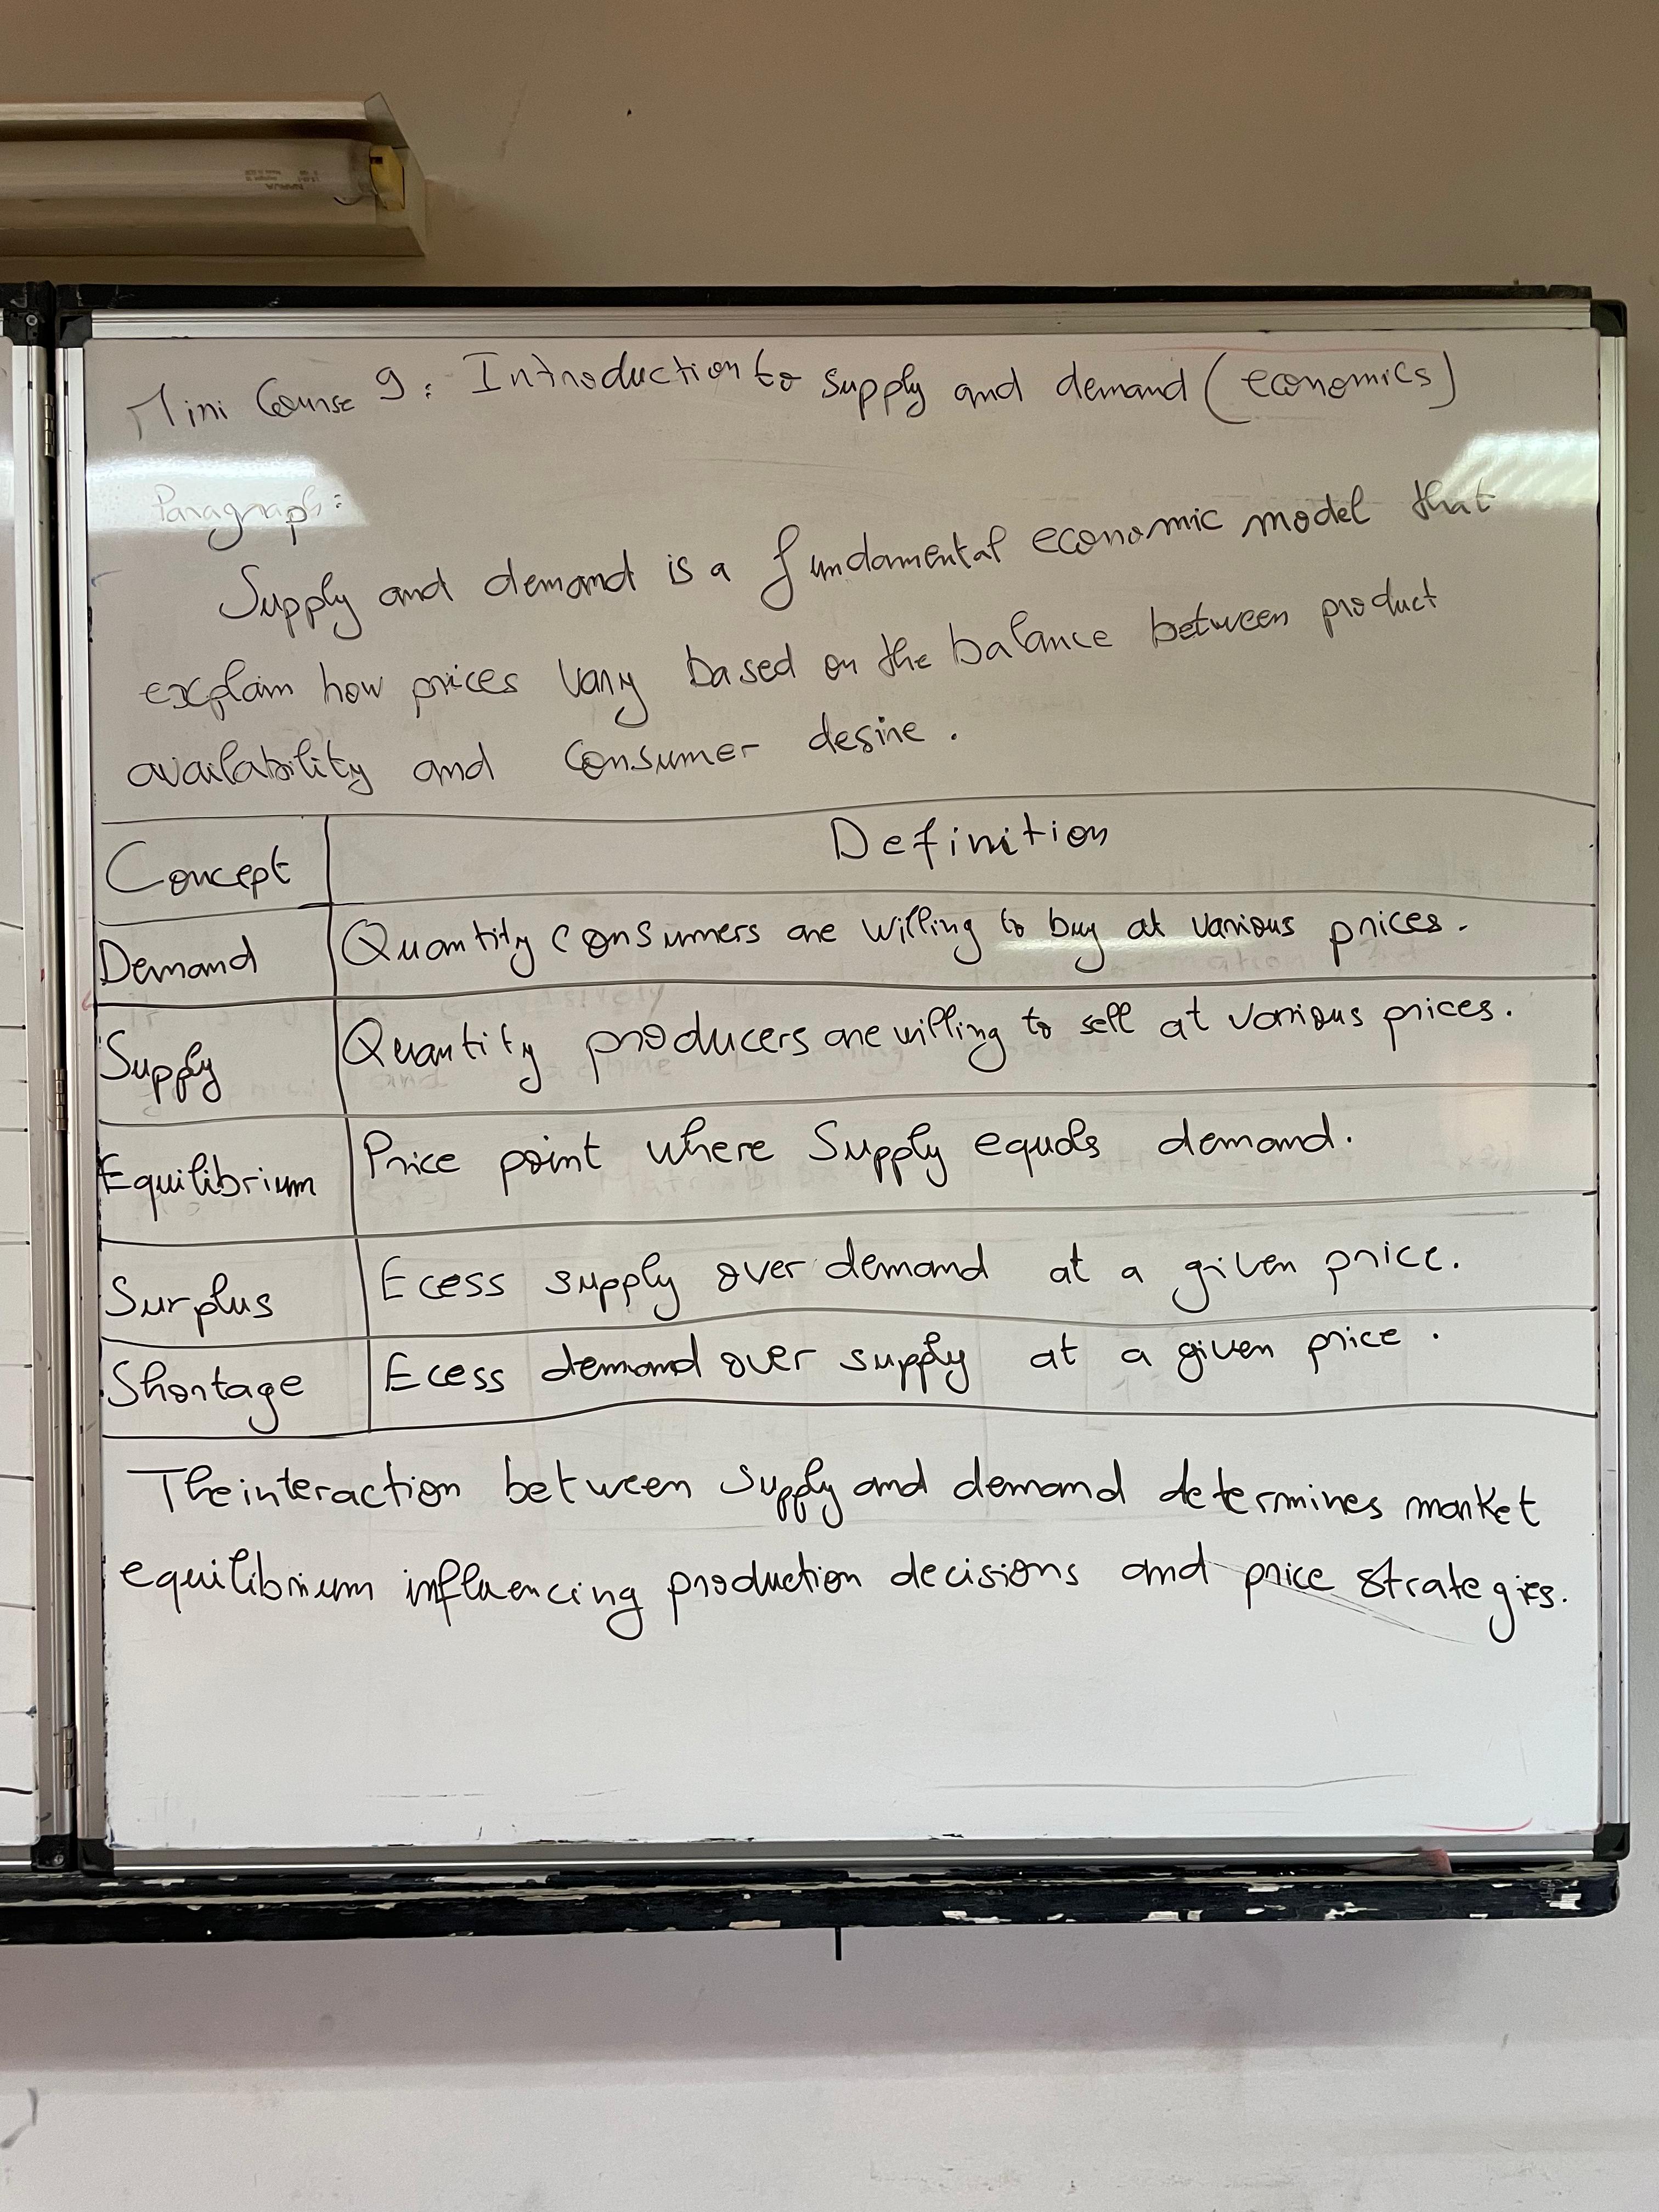 Mini Course 9: Introduction to supply and demand (economics)
Paragraph:
Supply and demand is a fundamental economic model that
explain how prices vary based on the balance between product
availability and consumer desire.
Concept Definition
Demand Quantity consumers are willing to buy at various prices.
Supply Quantity producers are willing to sell at various prices.
Equilibrium Price point where Supply equals demand.
Surplus Ecess supply over demand at a given price.
Shortage Ecess demand over supply at a given price.
The interaction between Supply and demand determines market
equilibrium influencing production decisions and price strategies.